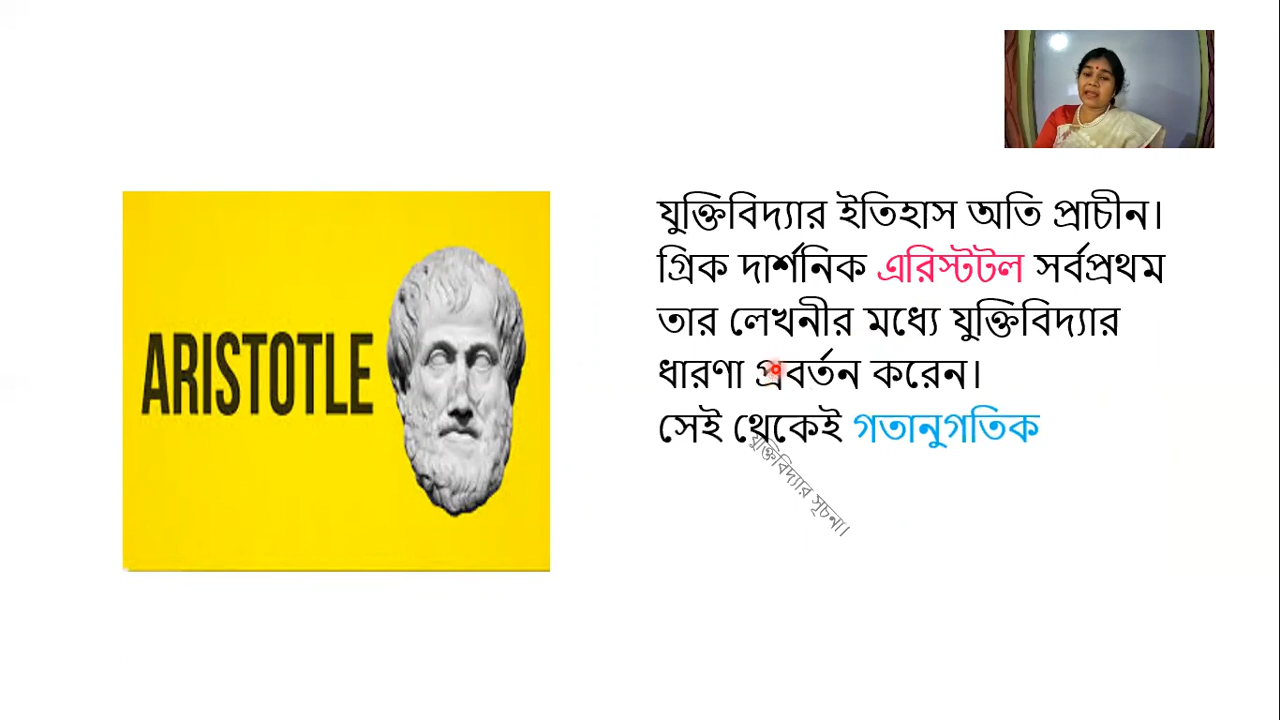 ARISTOTLE
যুক্তিবিদ্যার ইতিহাস অতি প্রাচীন।
গ্রিক দার্শনিক এরিস্টটল সর্বপ্রথম
তার লেখনীর মধ্যে যুক্তিবিদ্যার
ধারণা প্রবর্তন করেন।
সেই থেকেই গতানুগতিক
যুক্তিবিদ্যার সূচনা।